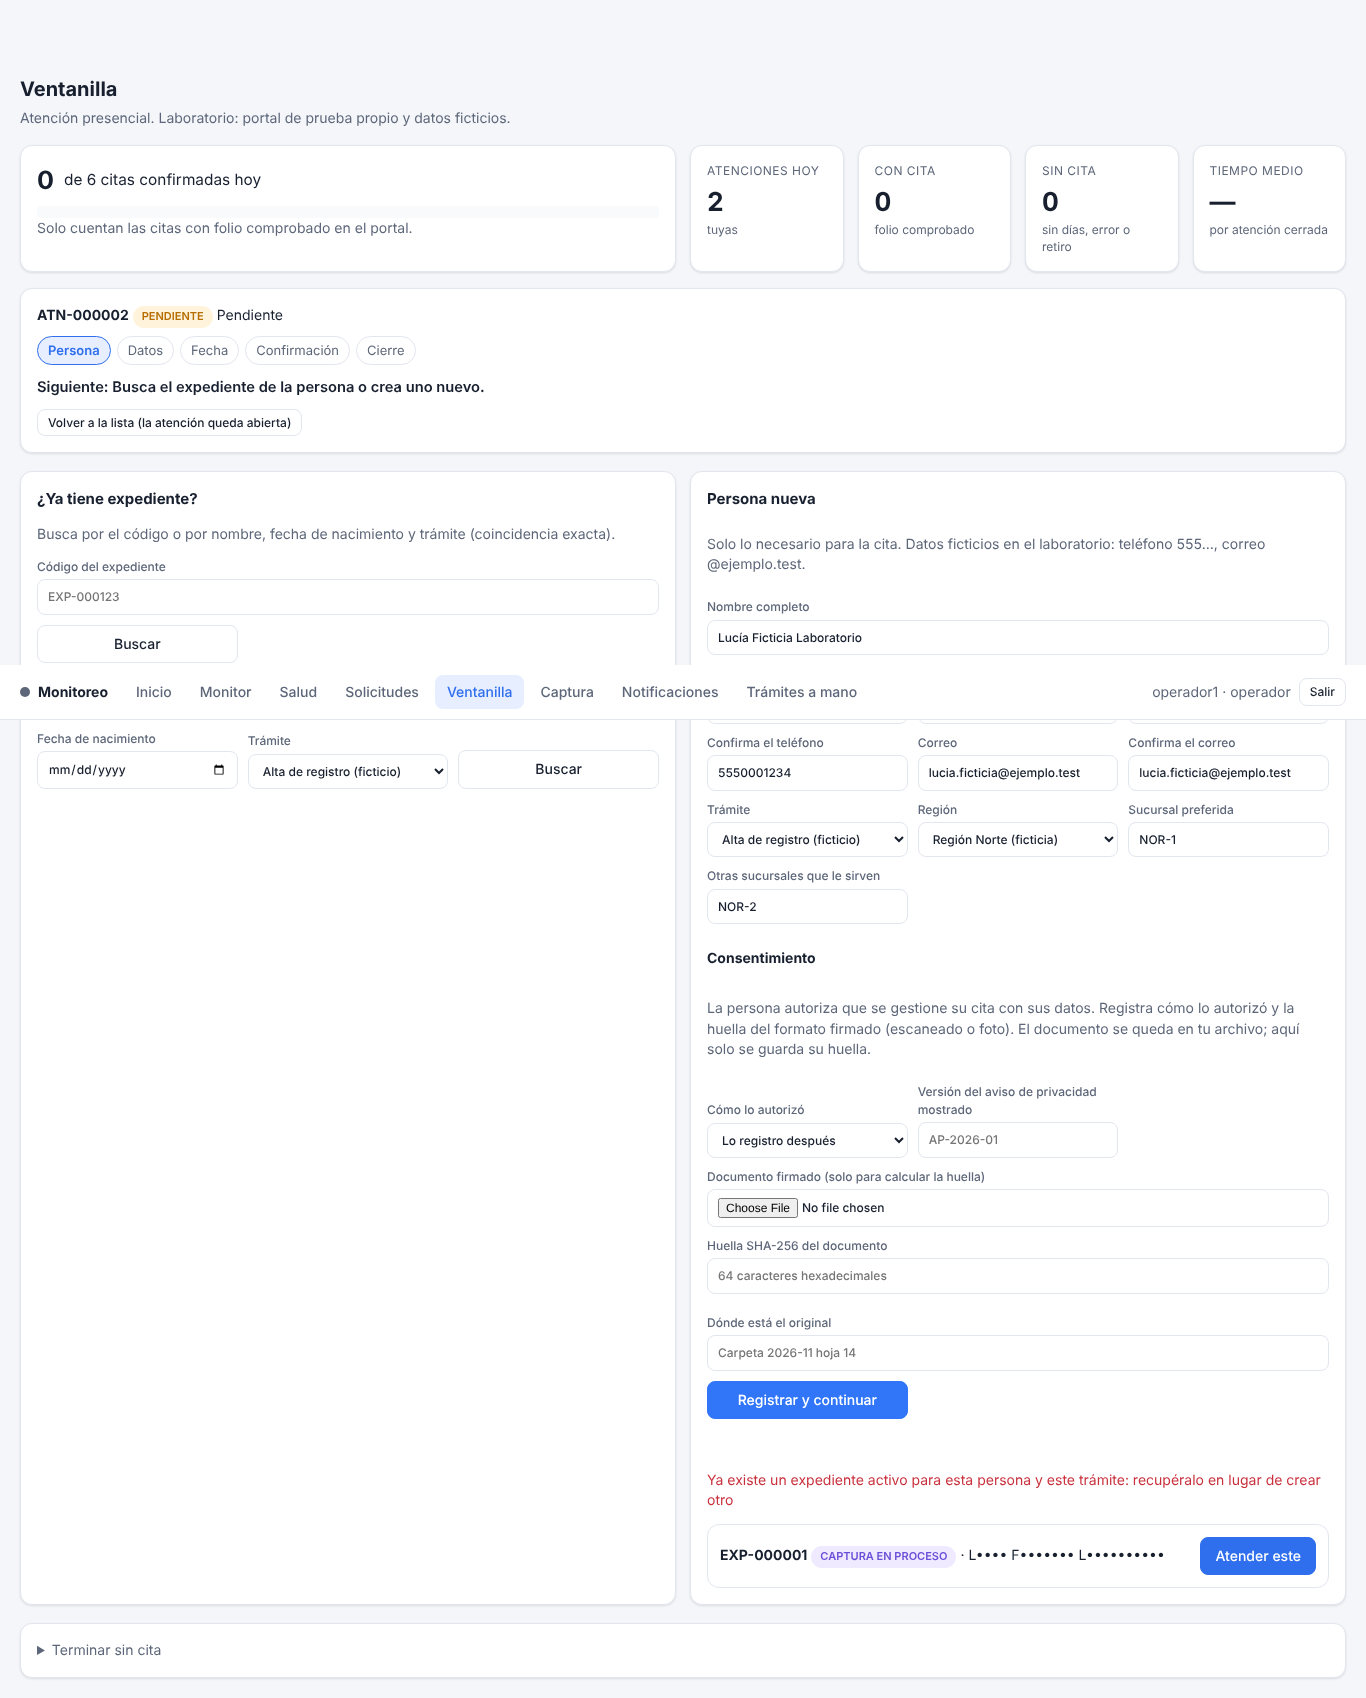 Ventanilla
Atención presencial. Laboratorio: portal de prueba propio y datos ficticios.
0 de 6 citas confirmadas hoy
Solo cuentan las citas con folio comprobado en el portal.
ATENCIONES HOY
2
tuyas
CON CITA
0
folio comprobado
SIN CITA
0
sin días, error o
retiro
TIEMPO MEDIO
—
por atención cerrada
ATN-000002 PENDIENTE Pendiente
Persona Datos Fecha Confirmación Cierre
Siguiente: Busca el expediente de la persona o crea uno nuevo.
Volver a la lista (la atención queda abierta)
¿Ya tiene expediente?
Busca por el código o por nombre, fecha de nacimiento y trámite (coincidencia exacta).
Código del expediente
EXP-000123
Buscar
Persona nueva
Solo lo necesario para la cita. Datos ficticios en el laboratorio: teléfono 555..., correo
@ejemplo.test.
Nombre completo
Lucía Ficticia Laboratorio
Monitoreo Inicio Monitor Salud Solicitudes Ventanilla Captura Notificaciones Trámites a mano operador1 · operador Salir
Fecha de nacimiento Trámite
mm/dd/yyyy Alta de registro (ficticio) Buscar
Confirma el teléfono Correo Confirma el correo
5550001234 lucia.ficticia@ejemplo.test lucia.ficticia@ejemplo.test
Trámite Región Sucursal preferida
Alta de registro (ficticio) Región Norte (ficticia) NOR-1
Otras sucursales que le sirven
NOR-2
Consentimiento
La persona autoriza que se gestione su cita con sus datos. Registra cómo lo autorizó y la
huella del formato firmado (escaneado o foto). El documento se queda en tu archivo; aquí
solo se guarda su huella.
Cómo lo autorizó
Lo registro después
Versión del aviso de privacidad
mostrado
AP-2026-01
Documento firmado (solo para calcular la huella)
Choose File No file chosen
Huella SHA-256 del documento
64 caracteres hexadecimales
Dónde está el original
Carpeta 2026-11 hoja 14
Registrar y continuar
Ya existe un expediente activo para esta persona y este trámite: recupéralo en lugar de crear
otro
EXP-000001 CAPTURA EN PROCESO · L•••• F••••••• L•••••••••• Atender este
Terminar sin cita